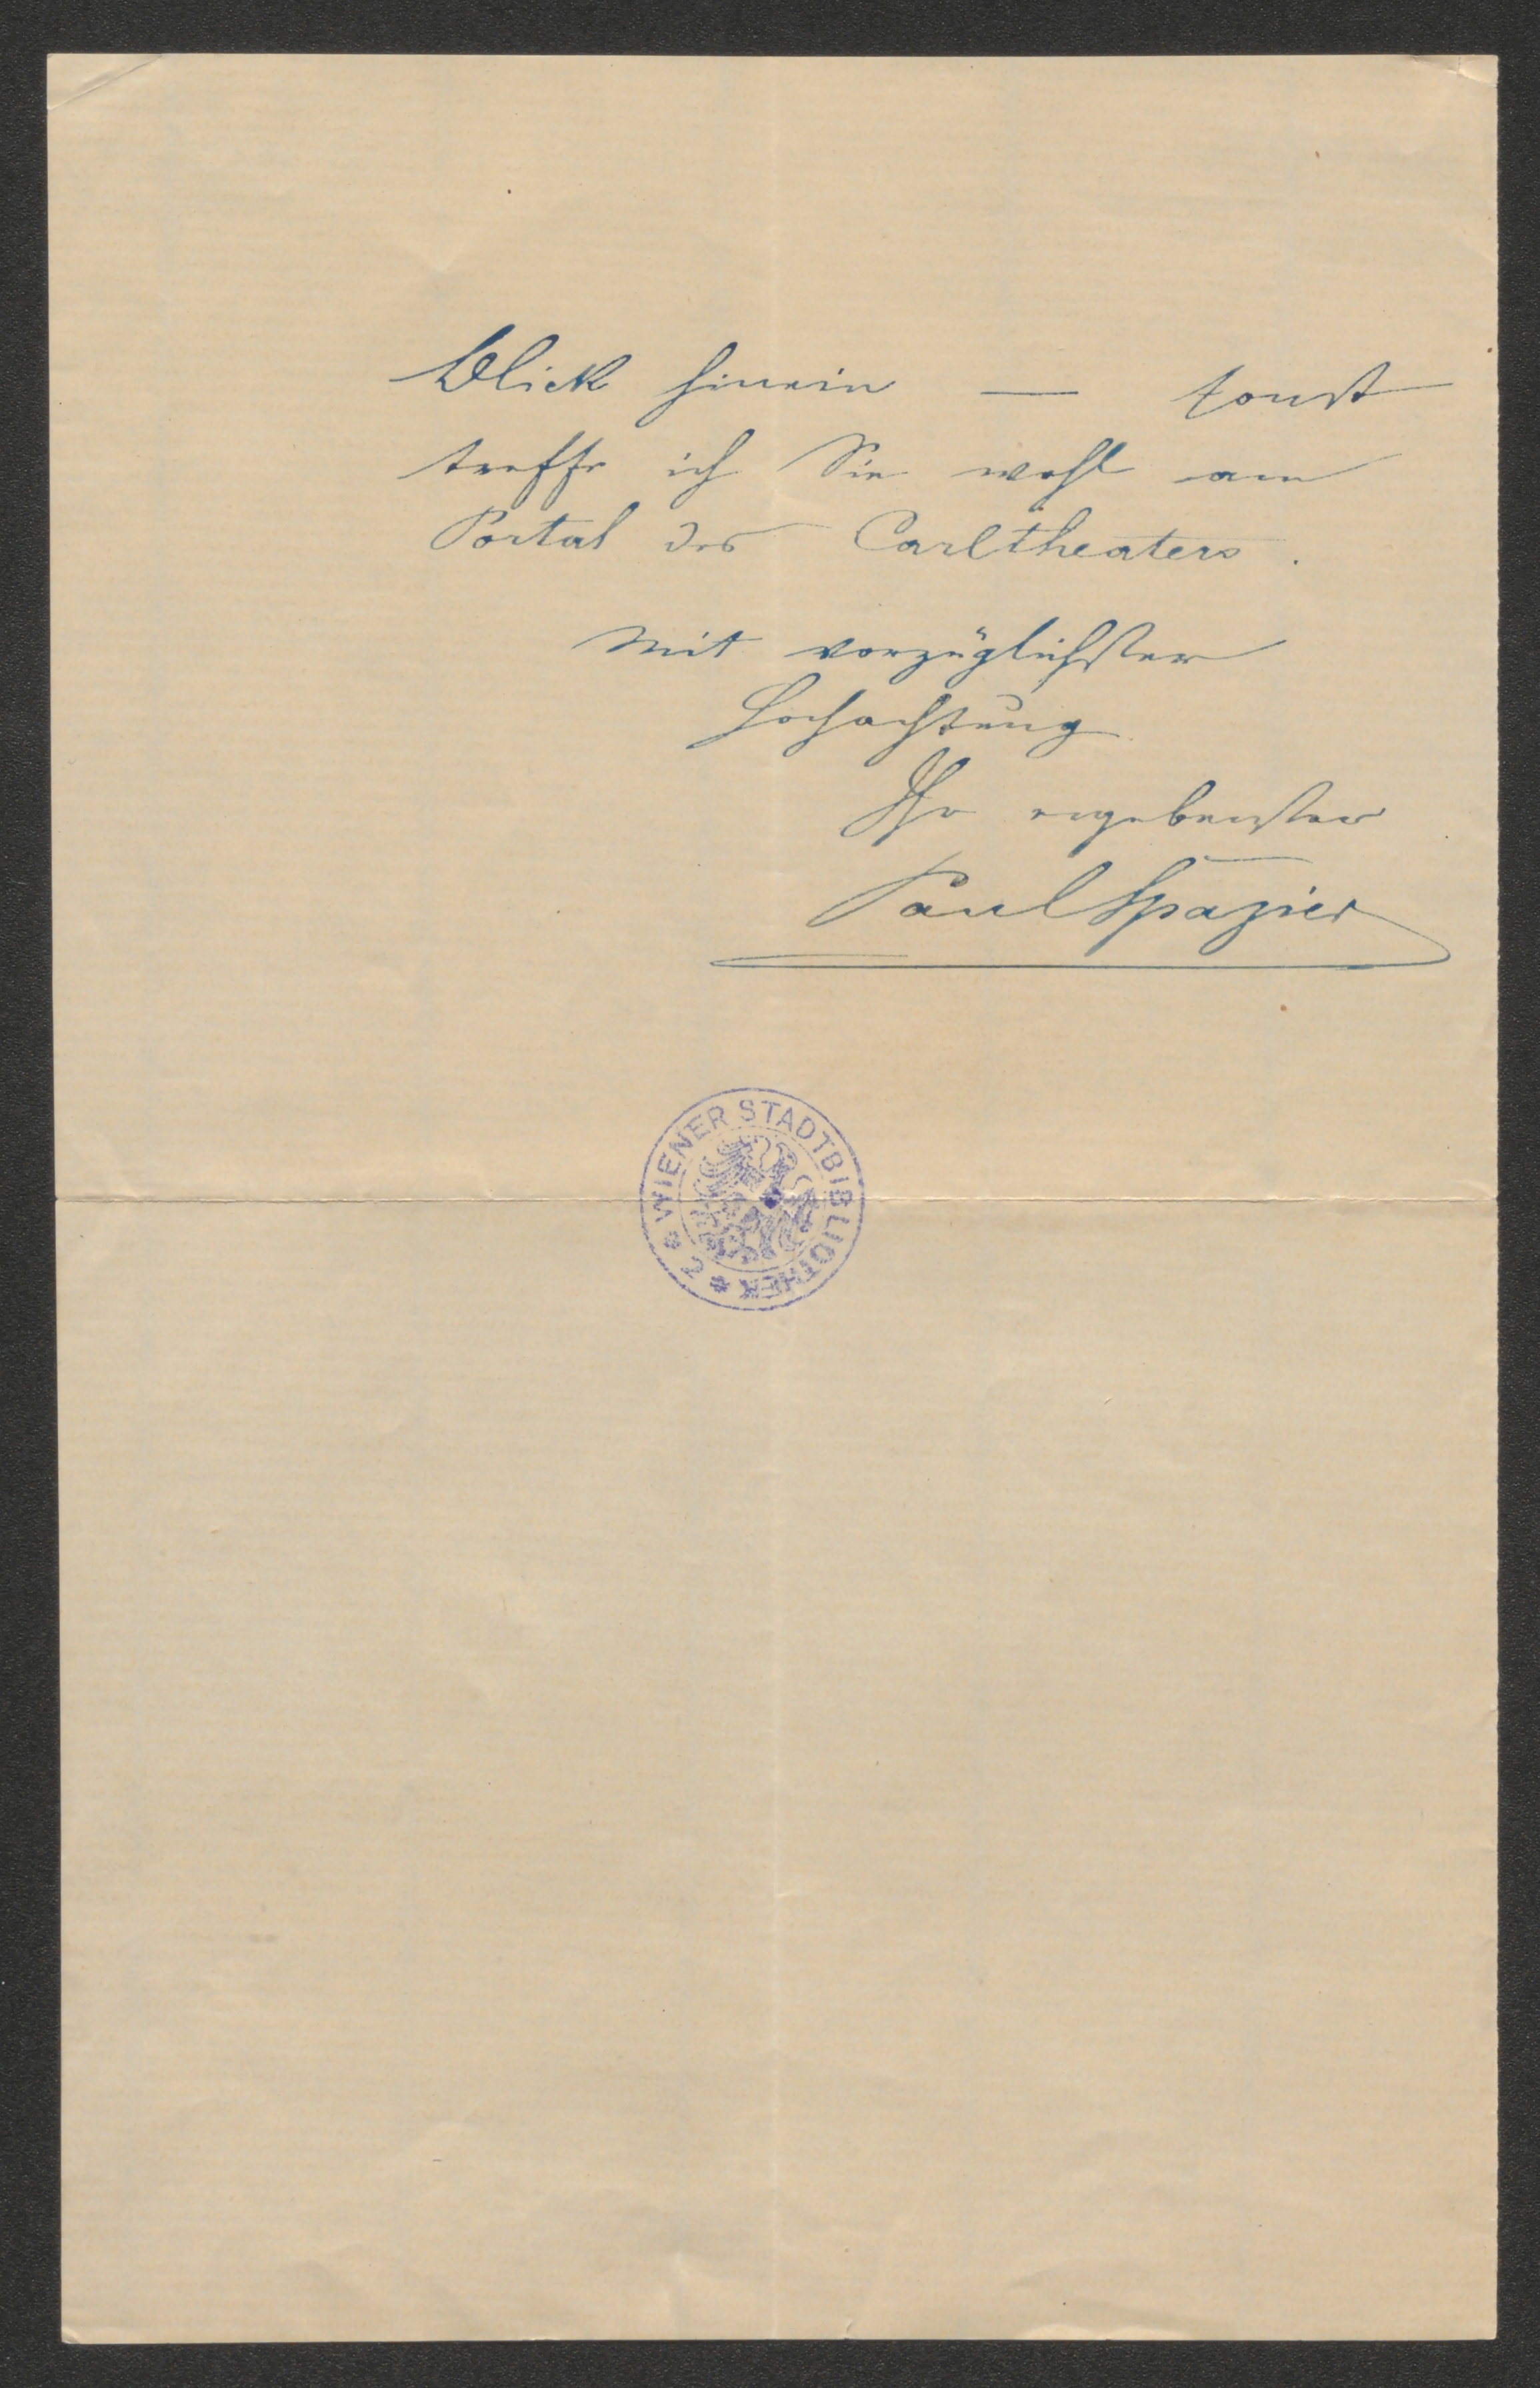 Blick hinein — sonst
treffe ich Sie wohl am
Portal des Carltheaters.
Mit vorzüglichster
Hochachtung
Ihr ergebenster
Paul Spazier
* WIENER STADTBIBLIOTHEK * 2